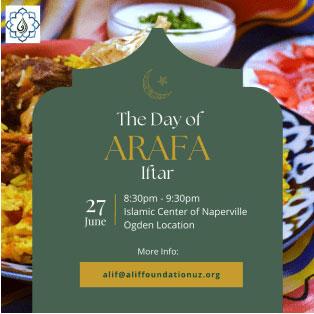 The Day of
ARAFA
Iftar
27
June
8:30pm - 9:30pm
Islamic Center of Naperville
Ogden Location
More Info:
alif@aliffoundationuz.org